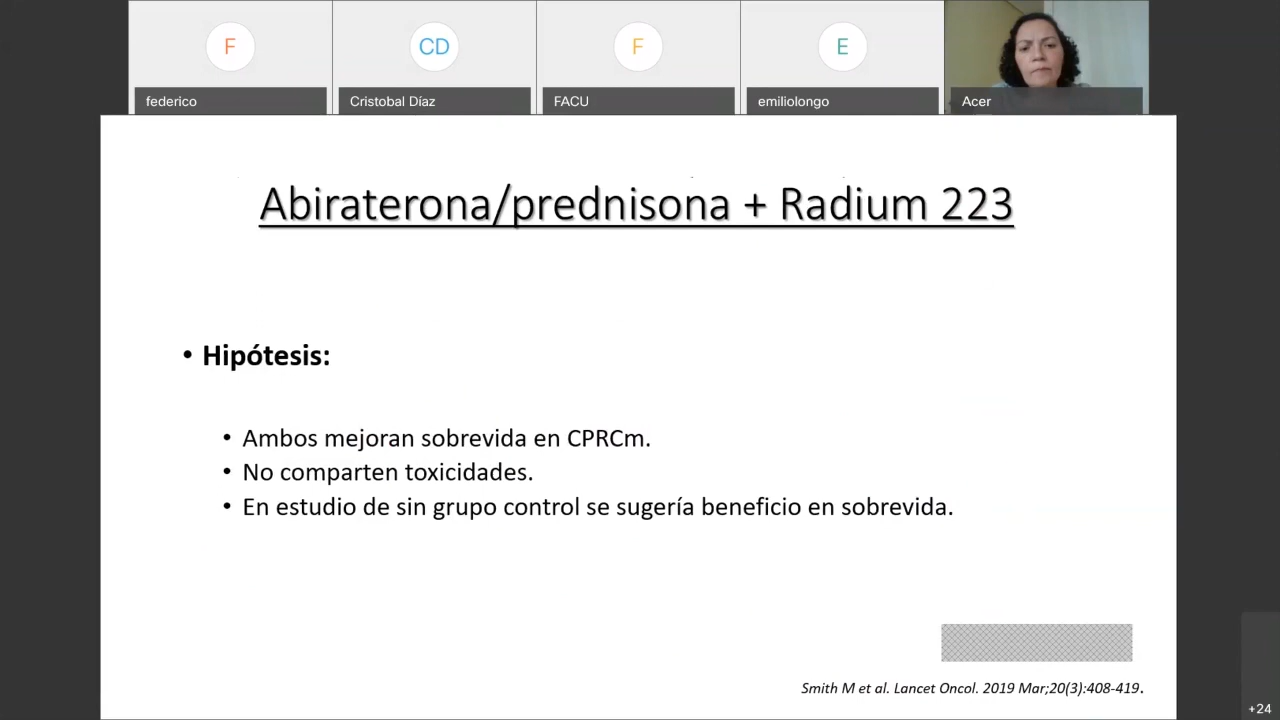 F
CD
F
E
federico
Cristobal Díaz
FACU
emiliolongo
Acer
Abiraterona/prednisona + Radium 223
• Hipótesis:
• Ambos mejoran sobrevida en CPRCm.
• No comparten toxicidades.
• En estudio de sin grupo control se sugería beneficio en sobrevida.
Smith M et al. Lancet Oncol. 2019 Mar;20(3):408-419.
+24